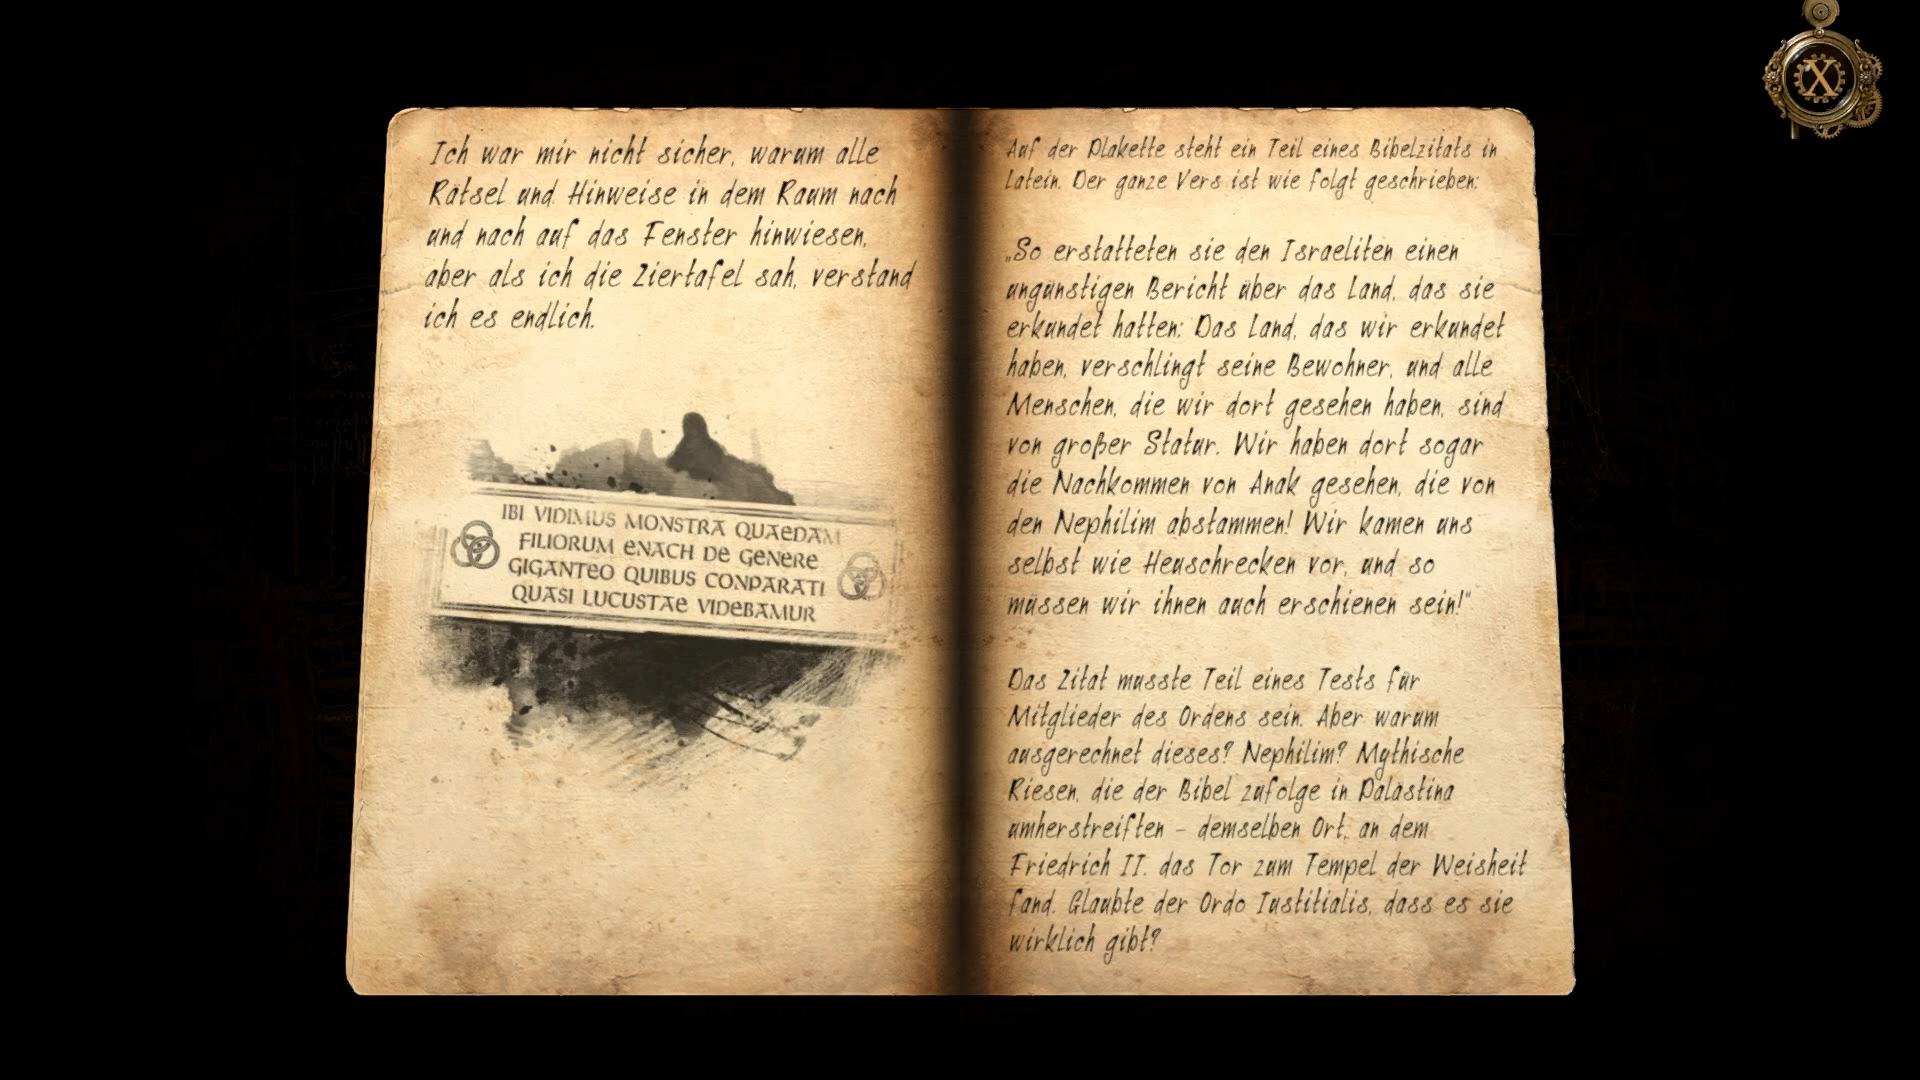 Ich war mir nicht sicher, warum alle
Rätsel und Hinweise in dem Raum nach
und nach auf das Fenster hinwiesen,
aber als ich die Ziertafel sah, verstand
ich es endlich.
IBI VIDIMUS MONSTRA QUAEDAM
FILIORUM ENACH DE GENERE
GIGANTEO QUIBUS CONPARATI
QUASI LUCUSTAE VIDEBAMUR
Auf der Plakette steht ein Teil eines Bibelzitats in
Latein. Der ganze Vers ist wie folgt geschrieben:
„So erstatteten sie den Israeliten einen
ungünstigen Bericht über das Land, das sie
erkundet hatten: Das Land, das wir erkundet
haben, verschlingt seine Bewohner, und alle
Menschen, die wir dort gesehen haben, sind
von großer Statur. Wir haben dort sogar
die Nachkommen von Anak gesehen, die von
den Nephilim abstammen! Wir kamen uns
selbst wie Heuschrecken vor, und so
müssen wir ihnen auch erschienen sein!"
Das Zitat musste Teil eines Tests für
Mitglieder des Ordens sein. Aber warum
ausgerechnet dieses? Nephilim? Mythische
Riesen, die der Bibel zufolge in Palästina
umherstreiften – demselben Ort, an dem
Friedrich II. das Tor zum Tempel der Weisheit
fand. Glaubte der Ordo Iustitialis, dass es sie
wirklich gibt?
X